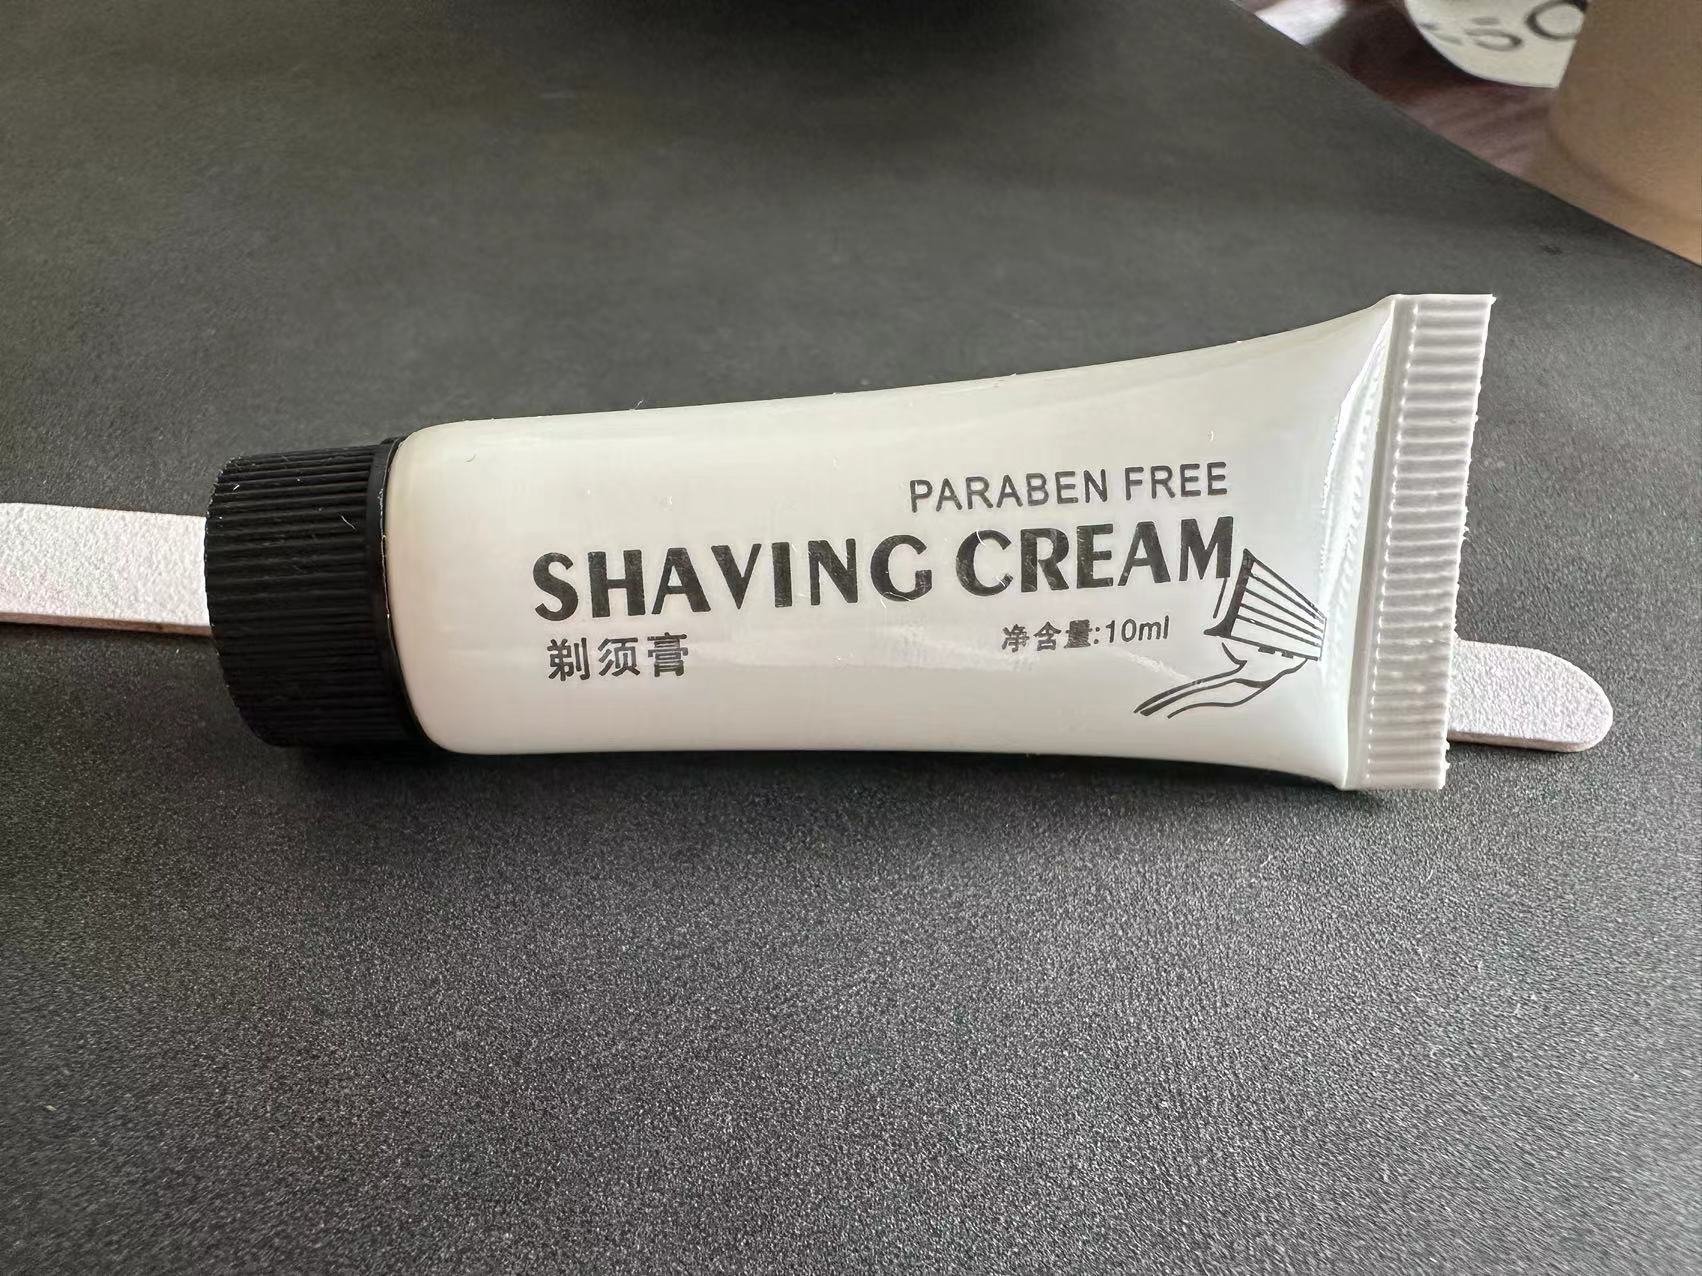 PARABEN FREE
SHAVING CREAM
剃须膏
净含量:10ml